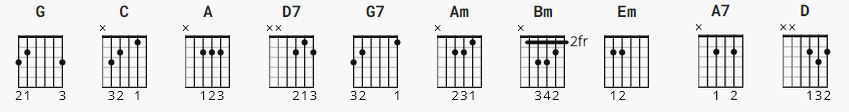 G C A D7 G7 Am Bm Em A7 D
× × ×× × × × ××
2fr
21 3 32 1 123 213 32 1 231 342 12 1 2 132